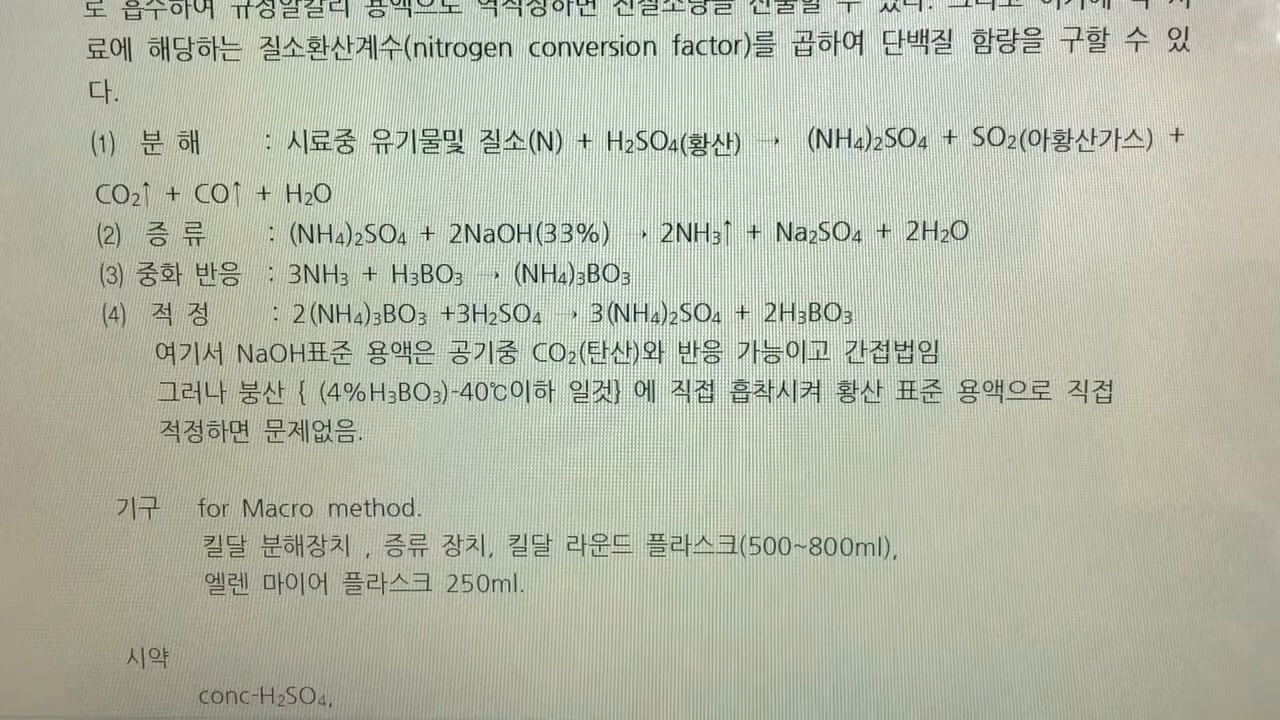 료에 해당하는 질소환산계수(nitrogen conversion factor)를 곱하여 단백질 함량을 구할 수 있
다.
(1) 분 해 : 시료중 유기물및 질소(N) + H₂SO₄(황산) → (NH₄)₂SO₄ + SO₂(아황산가스) +
CO₂↑ + CO↑ + H₂O
(2) 증 류 : (NH₄)₂SO₄ + 2NaOH(33%) → 2NH₃↑ + Na₂SO₄ + 2H₂O
(3) 중화 반응 : 3NH₃ + H₃BO₃ → (NH₄)₃BO₃
(4) 적 정 : 2(NH₄)₃BO₃ +3H₂SO₄ → 3(NH₄)₂SO₄ + 2H₃BO₃
여기서 NaOH표준 용액은 공기중 CO₂(탄산)와 반응 가능이고 간접법임
그러나 붕산 { (4%H₃BO₃)-40℃이하 일것} 에 직접 흡착시켜 황산 표준 용액으로 직접
적정하면 문제없음.
기구 for Macro method.
킬달 분해장치 , 증류 장치, 킬달 라운드 플라스크(500~800ml),
엘렌 마이어 플라스크 250ml.
시약
conc-H₂SO₄,